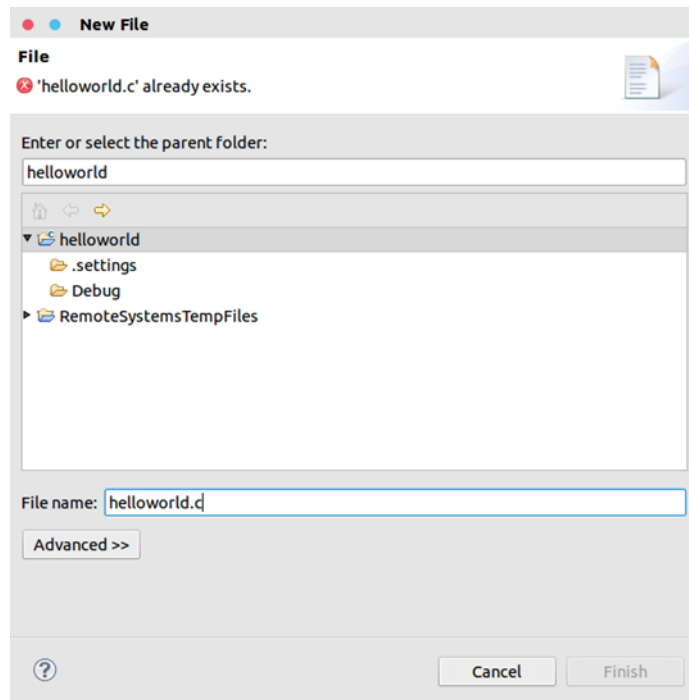 New File
File
'helloworld.c' already exists.
Enter or select the parent folder:
helloworld
helloworld
.settings
Debug
RemoteSystemsTempFiles
File name: helloworld.c
Advanced >>
? Cancel Finish